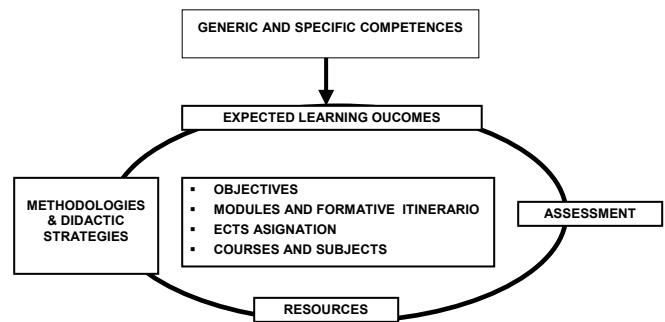 GENERIC AND SPECIFIC COMPETENCES
EXPECTED LEARNING OUCOMES
METHODOLOGIES
& DIDACTIC
STRATEGIES
▪ OBJECTIVES
▪ MODULES AND FORMATIVE ITINERARIO
▪ ECTS ASIGNATION
▪ COURSES AND SUBJECTS
ASSESSMENT
RESOURCES